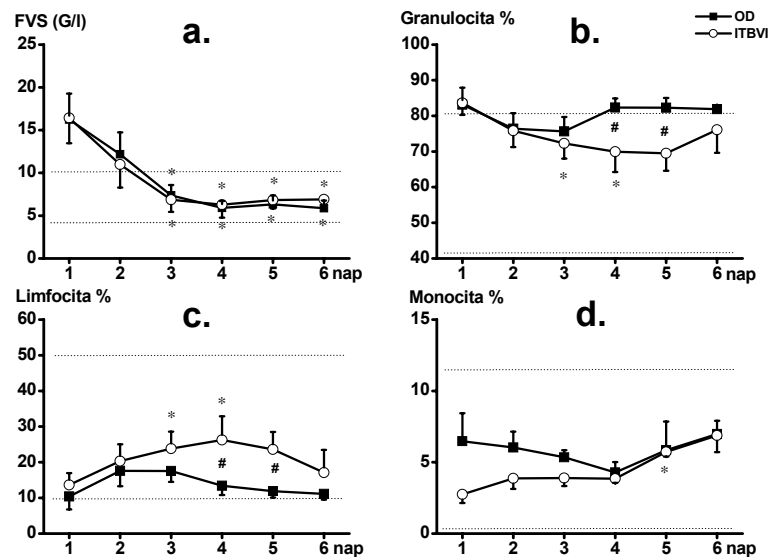 FVS (G/l)
a.
25
20
15
10
5
0
1 2 3 4 5 6 nap
* * * *
* * * *
Granulocita %
b.
OD
ITBVI
100
90
80
70
60
50
40
1 2 3 4 5 6 nap
# #
* *
Limfocita %
c.
60
50
40
30
20
10
0
1 2 3 4 5 6 nap
* *
# #
Monocita %
d.
15
10
5
0
1 2 3 4 5 6 nap
*